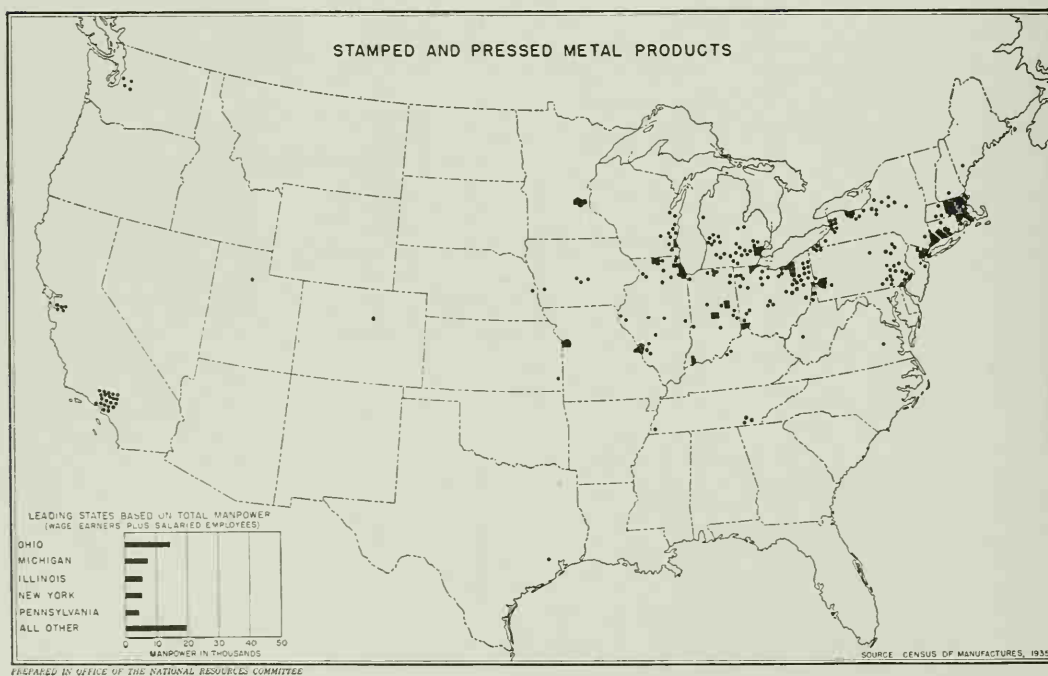 STAMPED AND PRESSED METAL PRODUCTS
LEADING STATES BASED ON TOTAL MANPOWER
(WAGE EARNERS PLUS SALARIED EMPLOYEES)
OHIO
MICHIGAN
ILLINOIS
NEW YORK
PENNSYLVANIA
ALL OTHER
0 10 20 30 40 50
MANPOWER IN THOUSANDS
SOURCE CENSUS OF MANUFACTURES, 1935
PREPARED IN OFFICE OF THE NATIONAL RESOURCES COMMITTEE